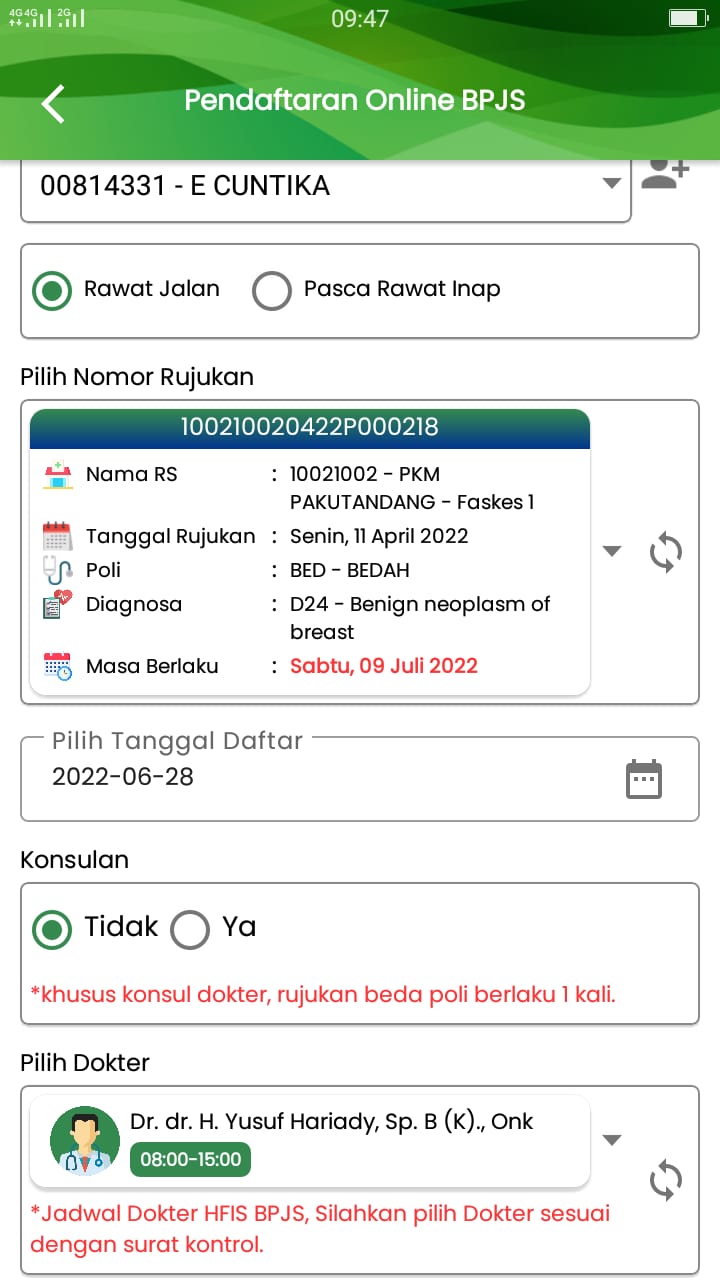 4G 4G 2G 09:47
Pendaftaran Online BPJS
00814331 - E CUNTIKA
Rawat Jalan Pasca Rawat Inap
Pilih Nomor Rujukan
100210020422P000218
Nama RS : 10021002 - PKM
PAKUTANDANG - Faskes 1
Tanggal Rujukan : Senin, 11 April 2022
Poli : BED - BEDAH
Diagnosa : D24 - Benign neoplasm of
breast
Masa Berlaku : Sabtu, 09 Juli 2022
Pilih Tanggal Daftar
2022-06-28
Konsulan
Tidak Ya
*khusus konsul dokter, rujukan beda poli berlaku 1 kali.
Pilih Dokter
Dr. dr. H. Yusuf Hariady, Sp. B (K)., Onk
08:00-15:00
*Jadwal Dokter HFIS BPJS, Silahkan pilih Dokter sesuai
dengan surat kontrol.